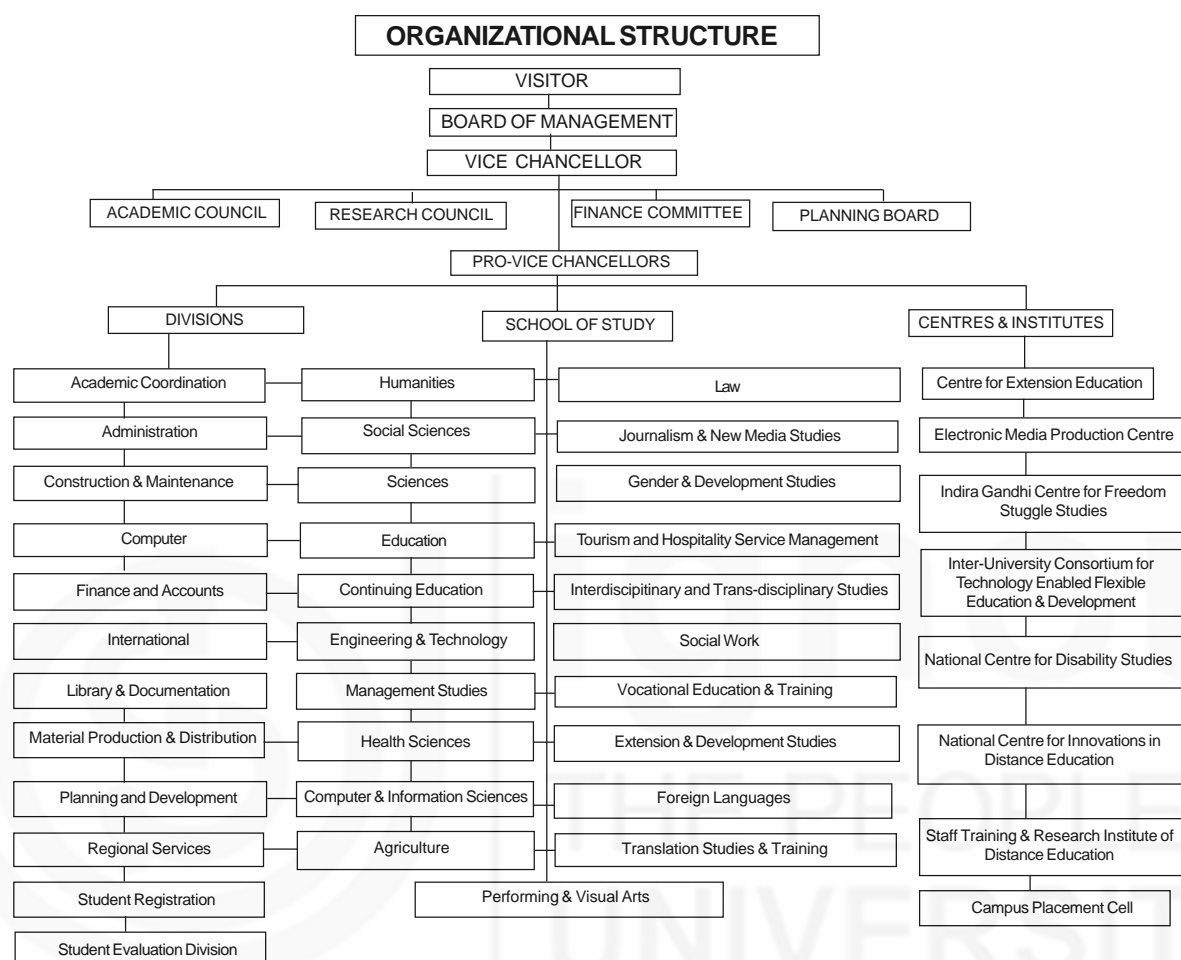 ORGANIZATIONAL STRUCTURE
VISITOR
BOARD OF MANAGEMENT
VICE CHANCELLOR
ACADEMIC COUNCIL
RESEARCH COUNCIL
FINANCE COMMITTEE
PLANNING BOARD
PRO-VICE CHANCELLORS
DIVISIONS
SCHOOL OF STUDY
CENTRES & INSTITUTES
Academic Coordination
Administration
Construction & Maintenance
Computer
Finance and Accounts
International
Library & Documentation
Material Production & Distribution
Planning and Development
Regional Services
Student Registration
Student Evaluation Division
Humanities
Social Sciences
Sciences
Education
Continuing Education
Engineering & Technology
Management Studies
Health Sciences
Computer & Information Sciences
Agriculture
Law
Journalism & New Media Studies
Gender & Development Studies
Tourism and Hospitality Service Management
Interdiscipitinary and Trans-disciplinary Studies
Social Work
Vocational Education & Training
Extension & Development Studies
Foreign Languages
Translation Studies & Training
Performing & Visual Arts
Centre for Extension Education
Electronic Media Production Centre
Indira Gandhi Centre for Freedom
Stuggle Studies
Inter-University Consortium for
Technology Enabled Flexible
Education & Development
National Centre for Disability Studies
National Centre for Innovations in
Distance Education
Staff Training & Research Institute of
Distance Education
Campus Placement Cell
THE PEOPLE